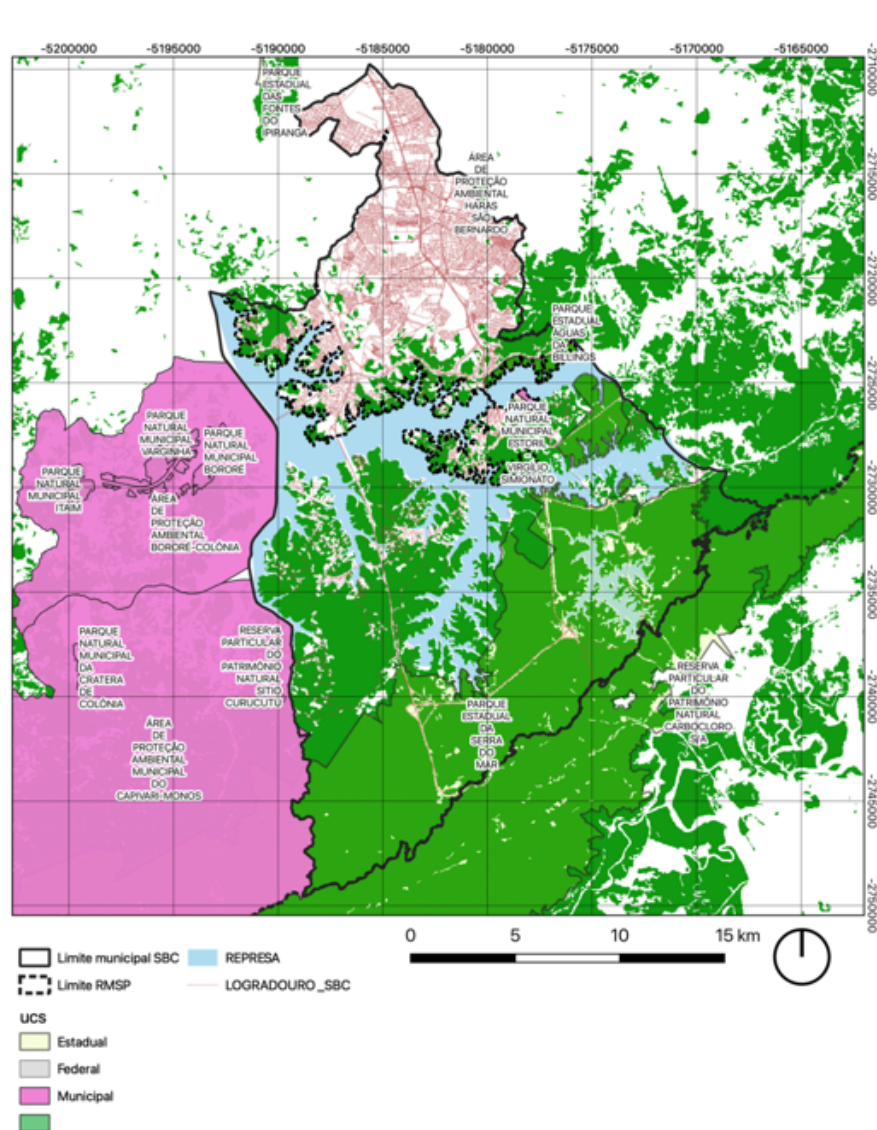 -5200000 -5195000 -5190000 -5185000 -5180000 -5175000 -5170000 -5165000
-2710000
-2715000
-2720000
-2725000
-2730000
-2735000
-2740000
-2745000
-2750000
PARQUE
ESTADUAL
DAS
FONTES
DO
IPIRANGA
ÁREA
DE
PROTEÇÃO
AMBIENTAL
HARAS
SÃO
BERNARDO
PARQUE
ESTADUAL
ÁGUAS
DA
BILLINGS
PARQUE
NATURAL
MUNICIPAL
VARGINHA
PARQUE
NATURAL
MUNICIPAL
BORORÉ
PARQUE
NATURAL
MUNICIPAL
ITAIM
ÁREA
DE
PROTEÇÃO
AMBIENTAL
BORORÉ-COLÔNIA
PARQUE
NATURAL
MUNICIPAL
ESTORIL
-
VIRGÍLIO
SIMIONATO
PARQUE
NATURAL
MUNICIPAL
DA
CRATERA
DE
COLÔNIA
RESERVA
PARTICULAR
DO
PATRIMÔNIO
NATURAL
SITIO
CURUCUTU
ÁREA
DE
PROTEÇÃO
AMBIENTAL
MUNICIPAL
DO
CAPIVARI-MONOS
PARQUE
ESTADUAL
DA
SERRA
DO
MAR
RESERVA
PARTICULAR
DO
PATRIMÔNIO
NATURAL
CARBOCLORO
S/A
Limite municipal SBC
REPRESA
Limite RMSP
LOGRADOURO_SBC
0 5 10 15 km
ucs
Estadual
Federal
Municipal